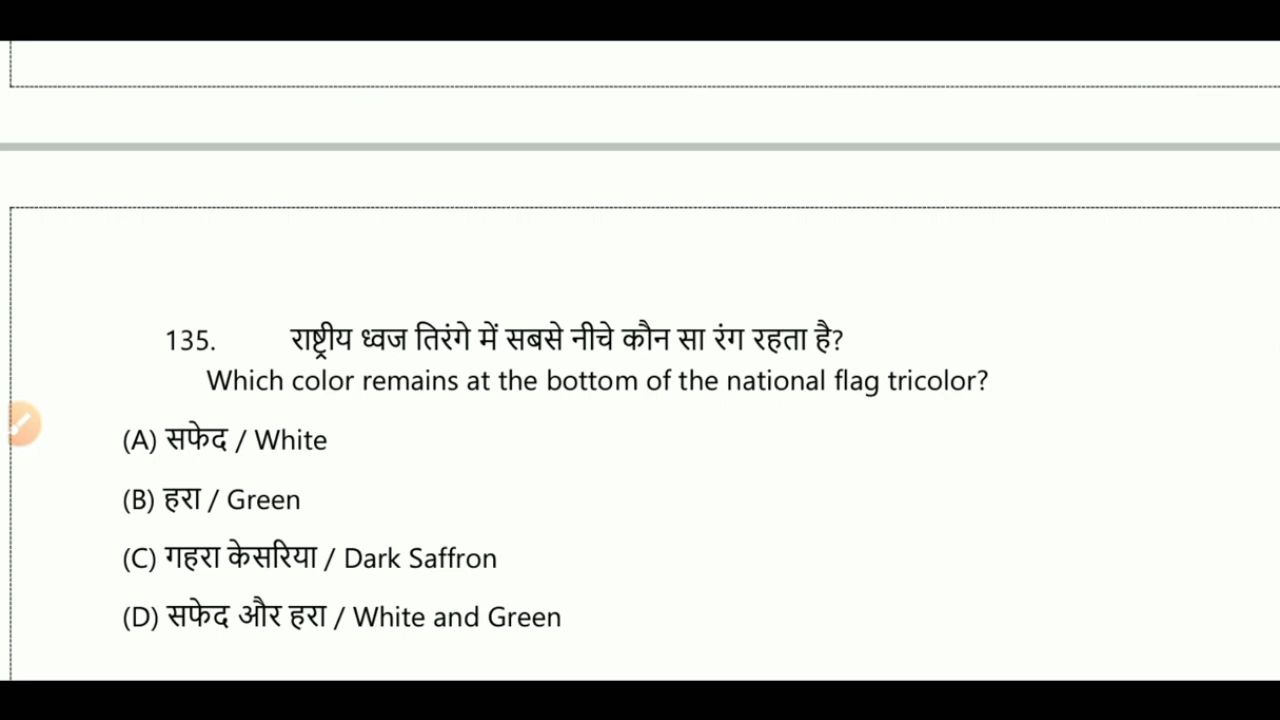 135. राष्ट्रीय ध्वज तिरंगे में सबसे नीचे कौन सा रंग रहता है?
Which color remains at the bottom of the national flag tricolor?
(A) सफेद / White
(B) हरा / Green
(C) गहरा केसरिया / Dark Saffron
(D) सफेद और हरा / White and Green